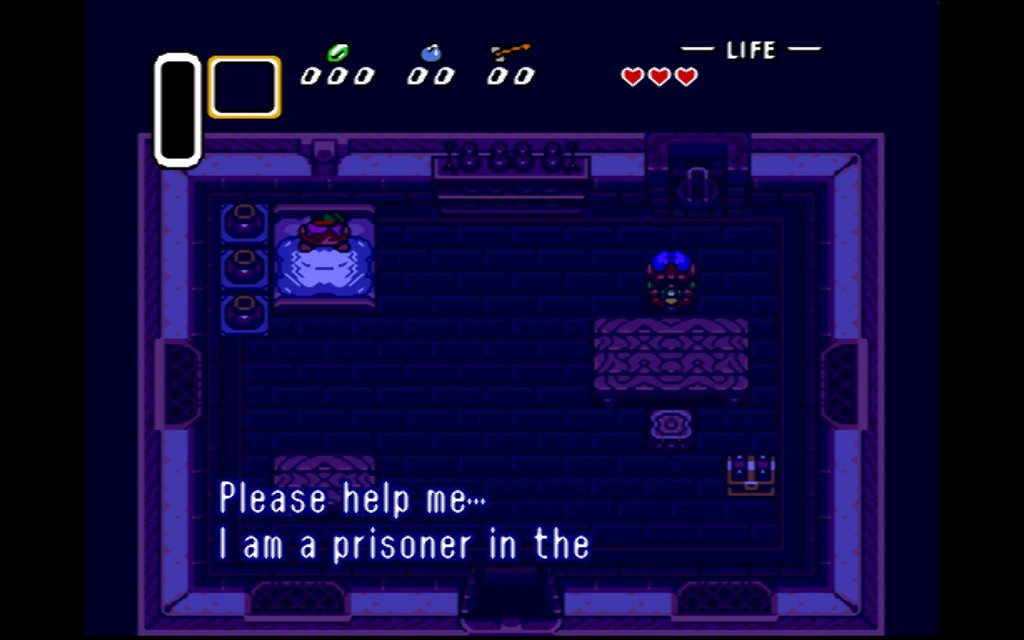 — LIFE —
000 00 00
Please help me…
I am a prisoner in the